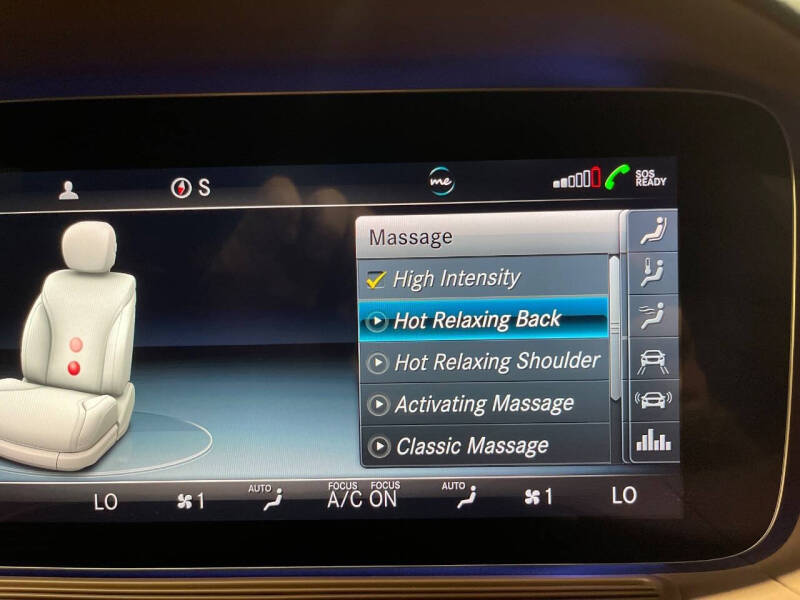 S
me
SOS
READY
Massage
High Intensity
Hot Relaxing Back
Hot Relaxing Shoulder
Activating Massage
Classic Massage
LO 1 AUTO FOCUS FOCUS AUTO 1 LO
A/C ON